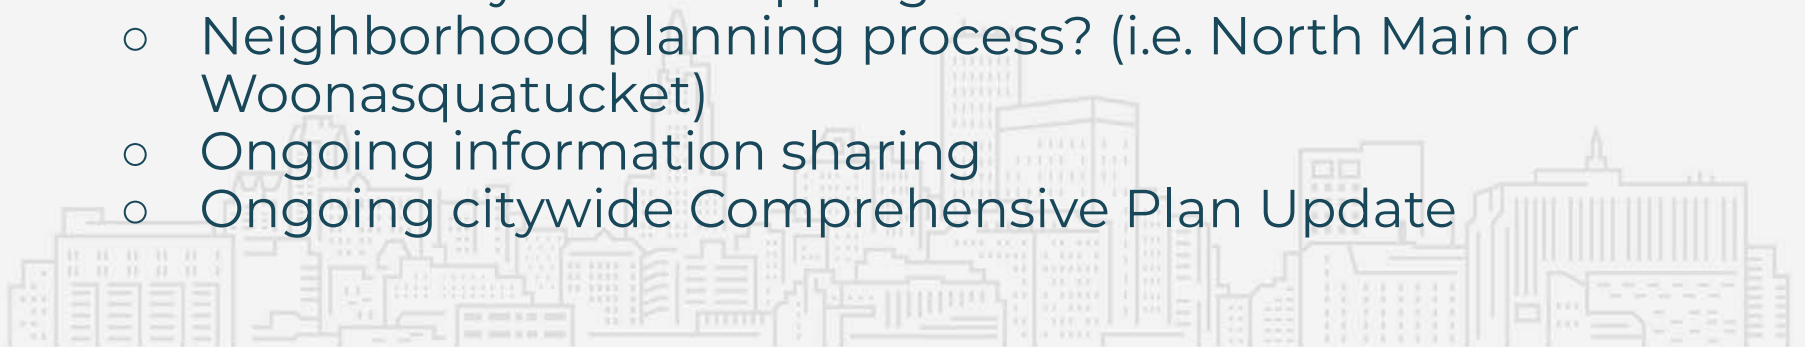 ○ Neighborhood planning process? (i.e. North Main or
Woonasquatucket)
○ Ongoing information sharing
○ Ongoing citywide Comprehensive Plan Update